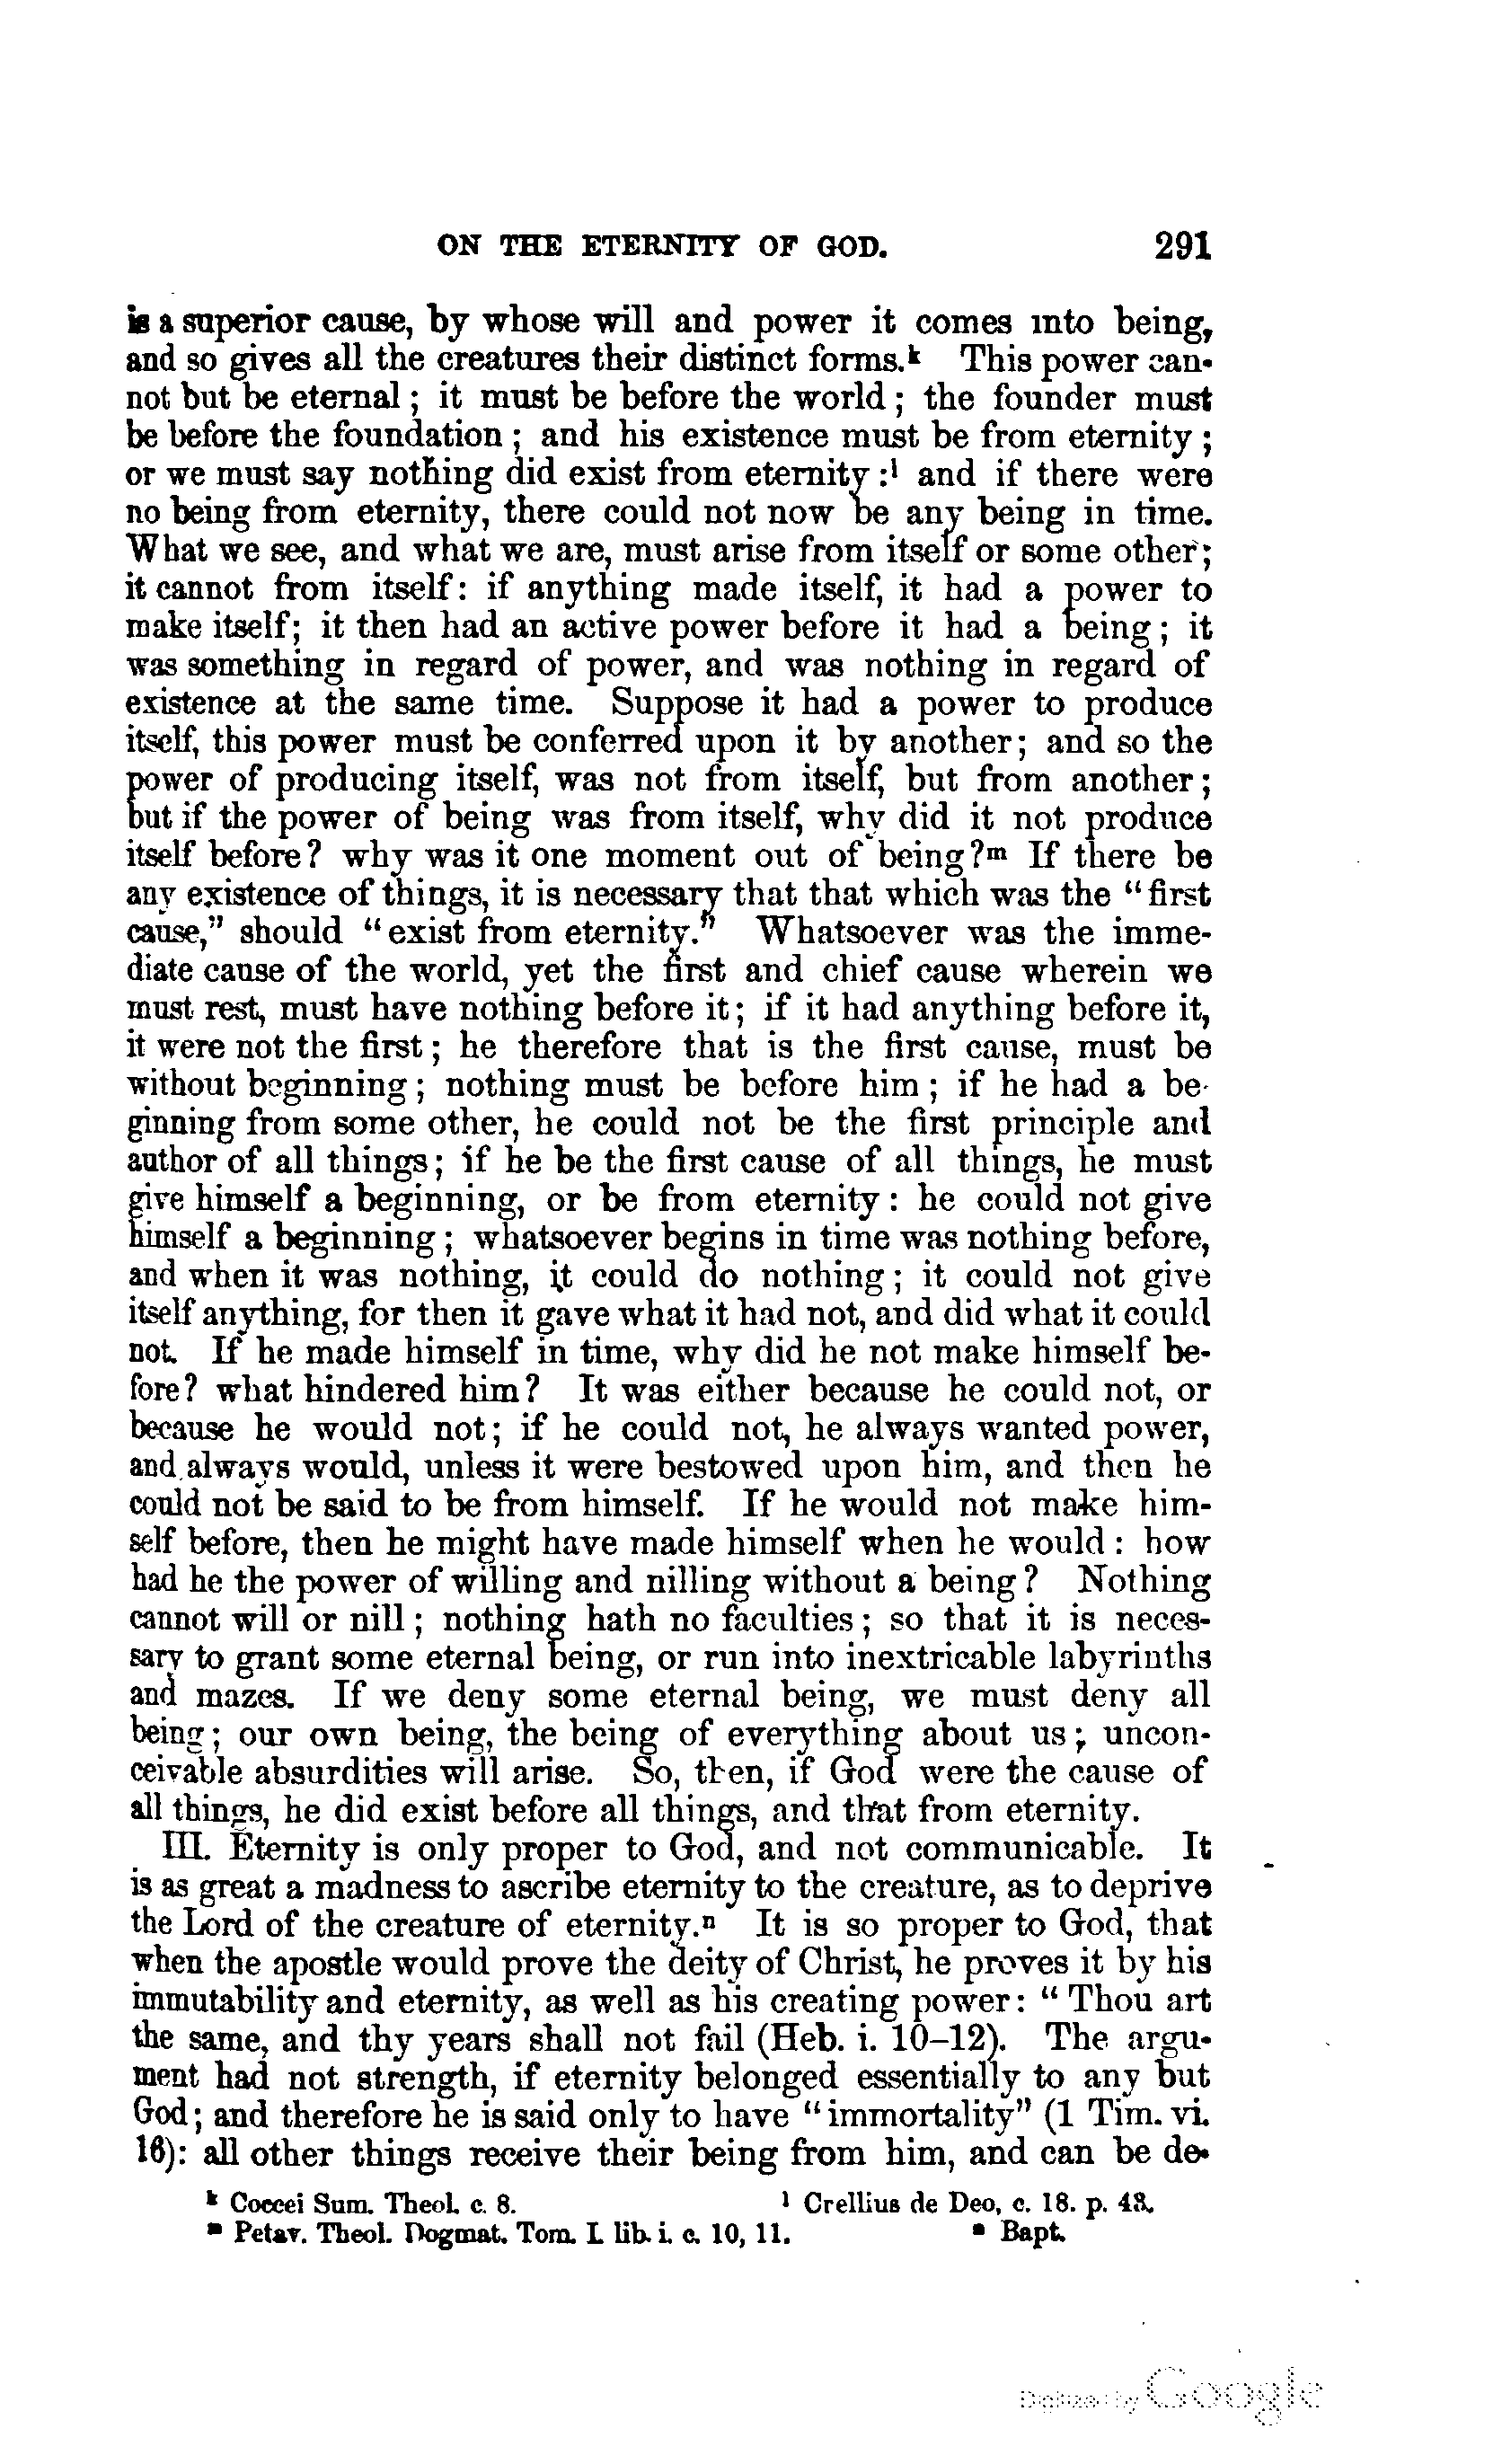 ON THE ETERNITY OF GOD. 291
is a superior cause, by whose will and power it comes into being,
and so gives all the creatures their distinct forms.k This power can-
not but be eternal; it must be before the world; the founder must
be before the foundation; and his existence must be from eternity;
or we must say nothing did exist from eternity:l and if there were
no being from eternity, there could not now be any being in time.
What we see, and what we are, must arise from itself or some other;
it cannot from itself: if anything made itself, it had a power to
make itself; it then had an active power before it had a being; it
was something in regard of power, and was nothing in regard of
existence at the same time. Suppose it had a power to produce
itself, this power must be conferred upon it by another; and so the
power of producing itself, was not from itself, but from another;
but if the power of being was from itself, why did it not produce
itself before? why was it one moment out of being?m If there be
any existence of things, it is necessary that that which was the "first
cause," should "exist from eternity." Whatsoever was the imme-
diate cause of the world, yet the first and chief cause wherein we
must rest, must have nothing before it; if it had anything before it,
it were not the first; he therefore that is the first cause, must be
without beginning; nothing must be before him; if he had a be-
ginning from some other, he could not be the first principle and
author of all things; if he be the first cause of all things, he must
give himself a beginning, or be from eternity: he could not give
himself a beginning; whatsoever begins in time was nothing before,
and when it was nothing, it could do nothing; it could not give
itself anything, for then it gave what it had not, and did what it could
not. If he made himself in time, why did he not make himself be-
fore? what hindered him? It was either because he could not, or
because he would not; if he could not, he always wanted power,
and always would, unless it were bestowed upon him, and then he
could not be said to be from himself. If he would not make him-
self before, then he might have made himself when he would: how
had he the power of willing and nilling without a being? Nothing
cannot will or nill; nothing hath no faculties; so that it is neces-
sary to grant some eternal being, or run into inextricable labyrinths
and mazes. If we deny some eternal being, we must deny all
being; our own being, the being of everything about us; uncon-
ceivable absurdities will arise. So, then, if God were the cause of
all things, he did exist before all things, and that from eternity.
III. Eternity is only proper to God, and not communicable. It
is as great a madness to ascribe eternity to the creature, as to deprive
the Lord of the creature of eternity.n It is so proper to God, that
when the apostle would prove the deity of Christ, he proves it by his
immutability and eternity, as well as his creating power: "Thou art
the same, and thy years shall not fail (Heb. i. 10–12). The argu-
ment had not strength, if eternity belonged essentially to any but
God; and therefore he is said only to have "immortality" (1 Tim. vi.
16): all other things receive their being from him, and can be de-
k Coccei Sum. Theol. c. 8. l Crellius de Deo, c. 18. p. 43.
m Petav. Theol. Dogmat. Tom. I. lib. i. c. 10, 11. n Bapt.
Digitized by Google